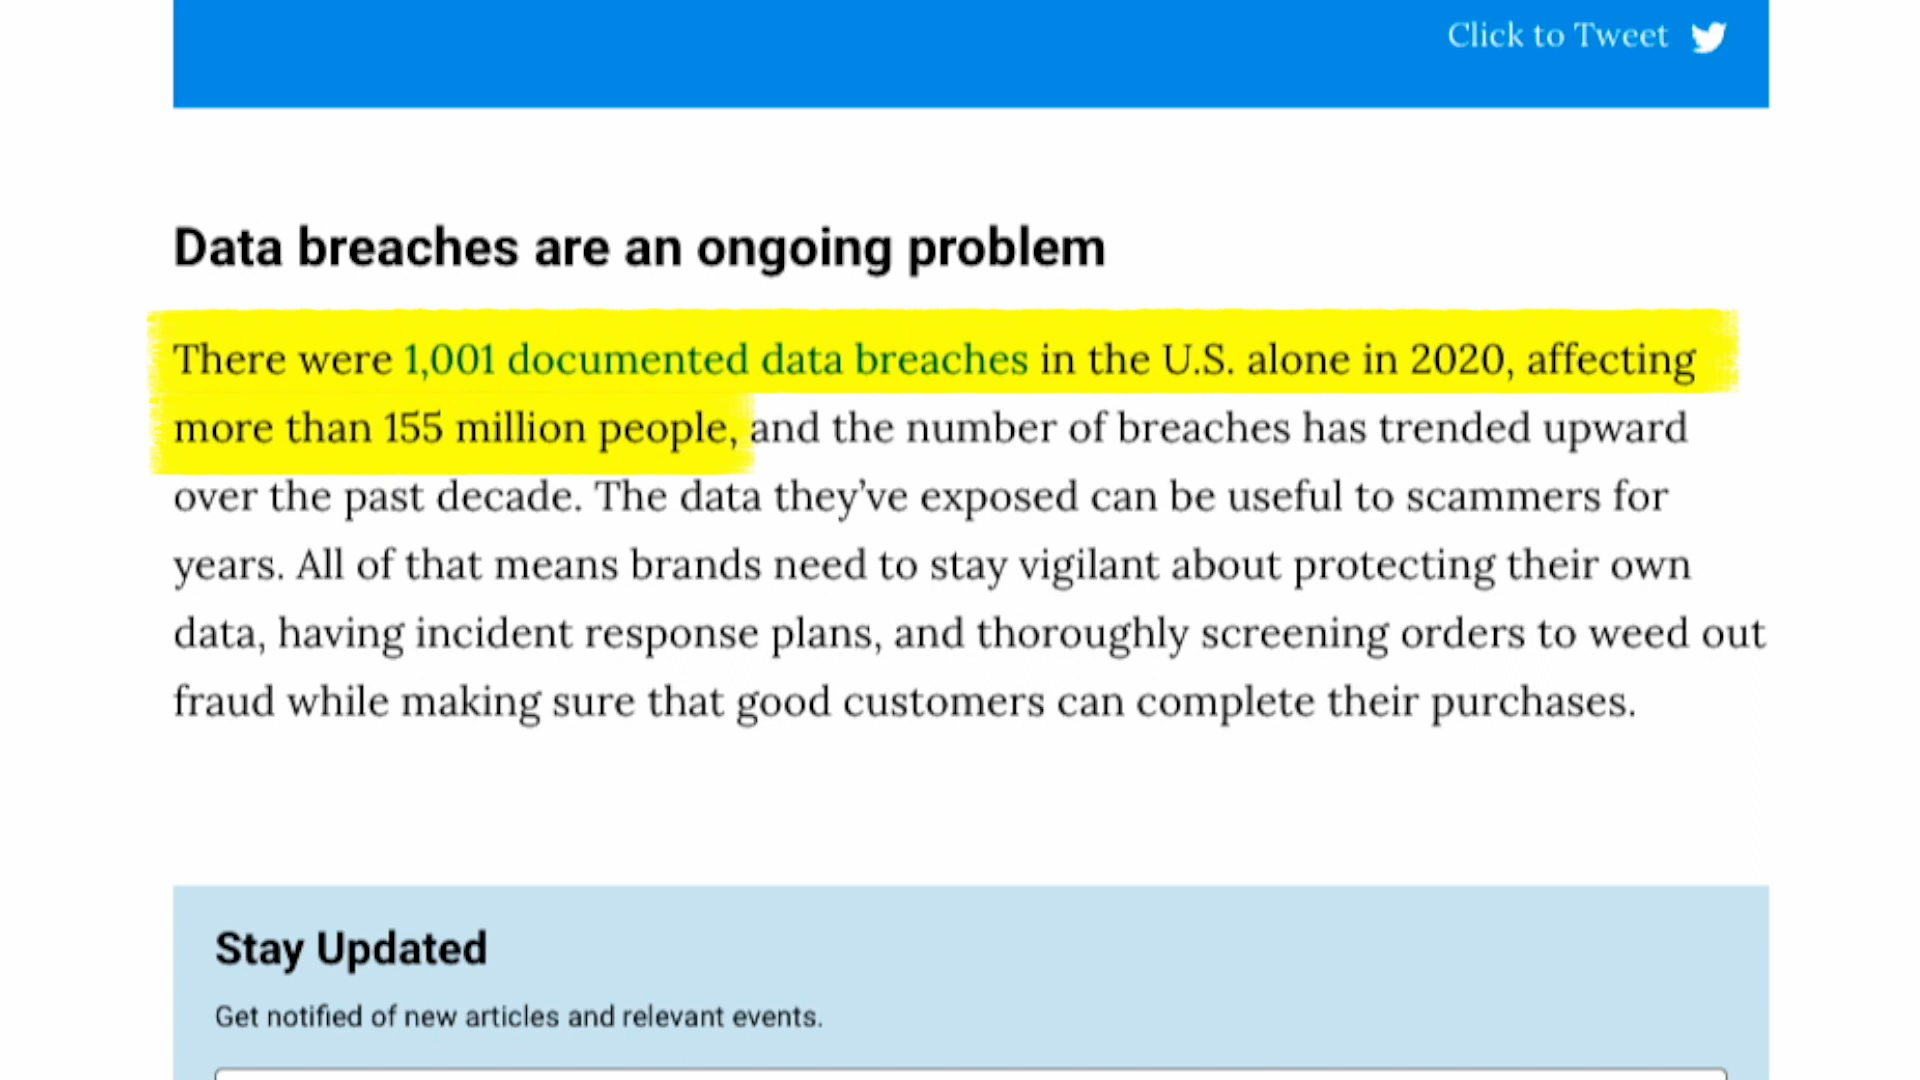 Click to Tweet
Data breaches are an ongoing problem
There were 1,001 documented data breaches in the U.S. alone in 2020, affecting
more than 155 million people, and the number of breaches has trended upward
over the past decade. The data they’ve exposed can be useful to scammers for
years. All of that means brands need to stay vigilant about protecting their own
data, having incident response plans, and thoroughly screening orders to weed out
fraud while making sure that good customers can complete their purchases.
Stay Updated
Get notified of new articles and relevant events.